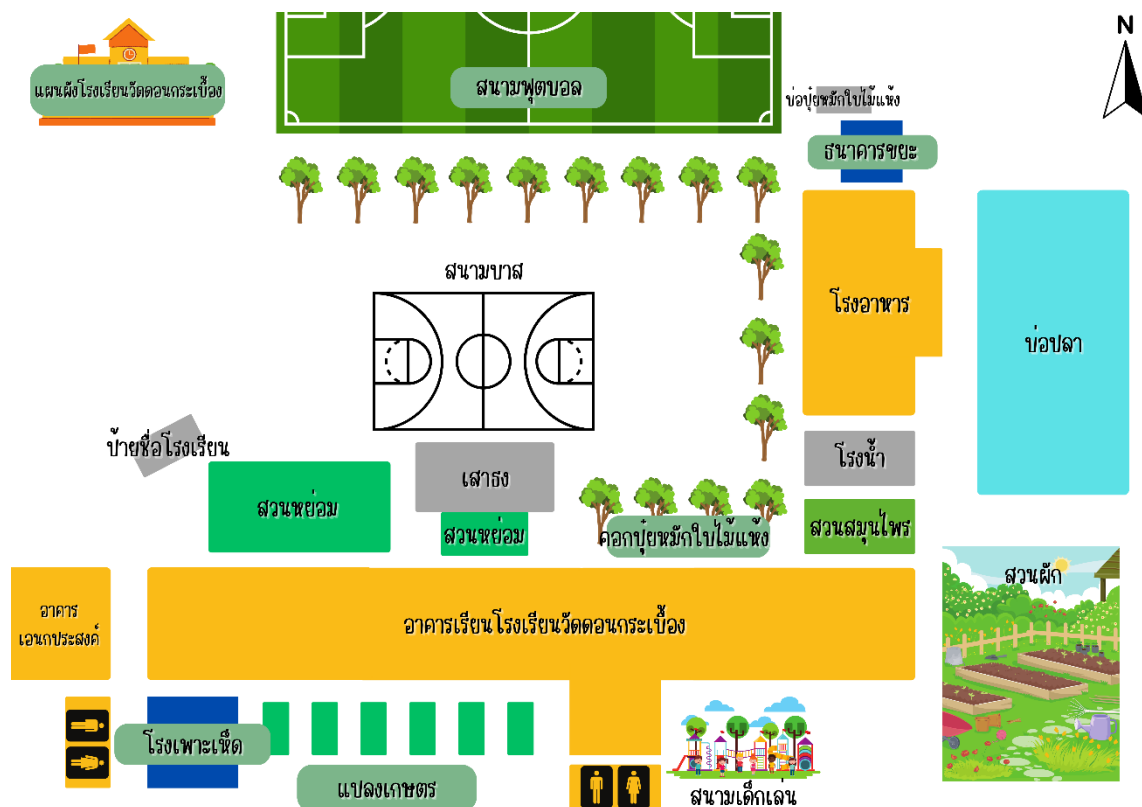 แผนผังโรงเรียนวัดดอนกระเบื้อง
สนามฟุตบอล
N
บ่อปุ๋ยหมักใบไม้แห้ง
ธนาคารขยะ
สนามบาส
โรงอาหาร
บ่อปลา
ป้ายชื่อโรงเรียน
เสาธง
โรงน้ำ
สวนหย่อม
สวนหย่อม
คอกปุ๋ยหมักใบไม้แห้ง
สวนสมุนไพร
สวนผัก
อาคาร
เอนกประสงค์
อาคารเรียนโรงเรียนวัดดอนกระเบื้อง
โรงเพาะเห็ด
แปลงเกษตร
สนามเด็กเล่น